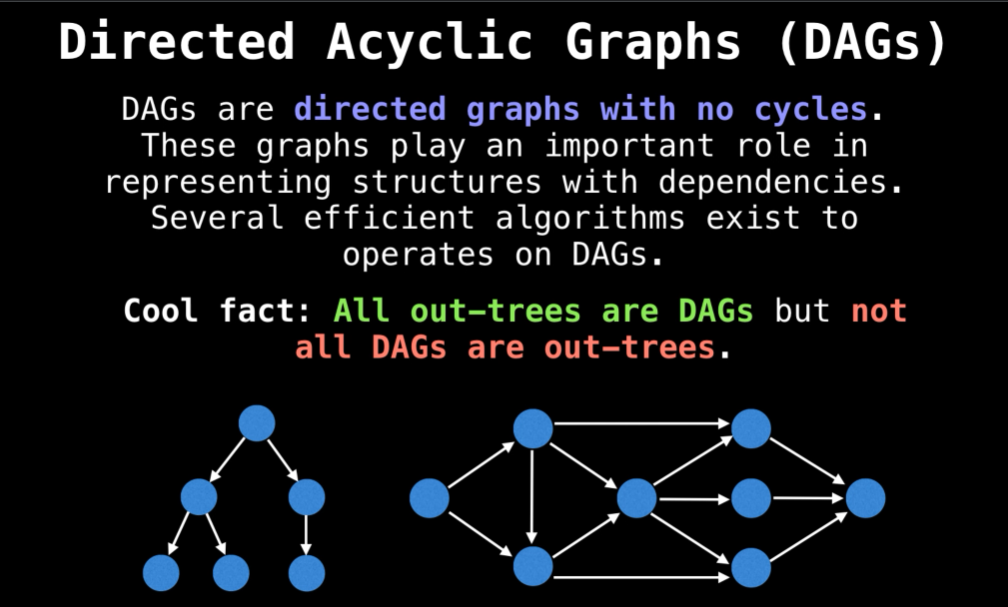 Directed Acyclic Graphs (DAGs)
DAGs are directed graphs with no cycles.
These graphs play an important role in
representing structures with dependencies.
Several efficient algorithms exist to
operates on DAGs.
Cool fact: All out-trees are DAGs but not
all DAGs are out-trees.